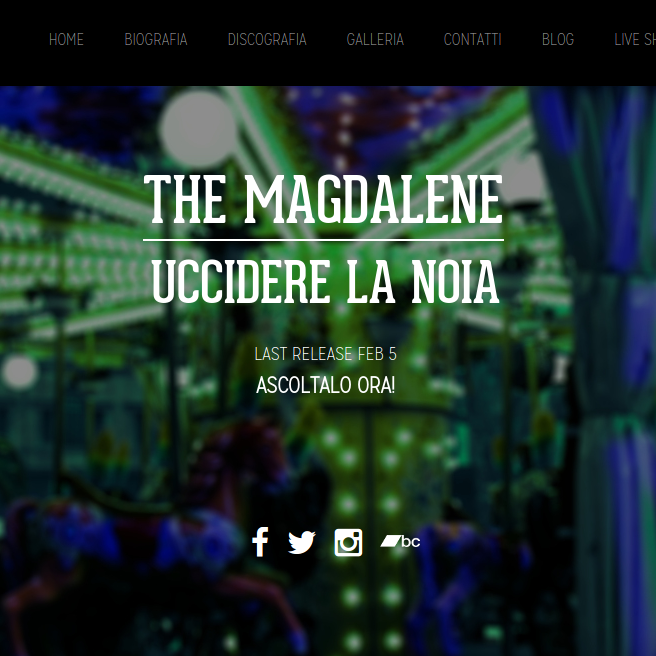 HOME BIOGRAFIA DISCOGRAFIA GALLERIA CONTATTI BLOG LIVE
THE MAGDALENE
UCCIDERE LA NOIA
LAST RELEASE FEB 5
ASCOLTALO ORA!
bc